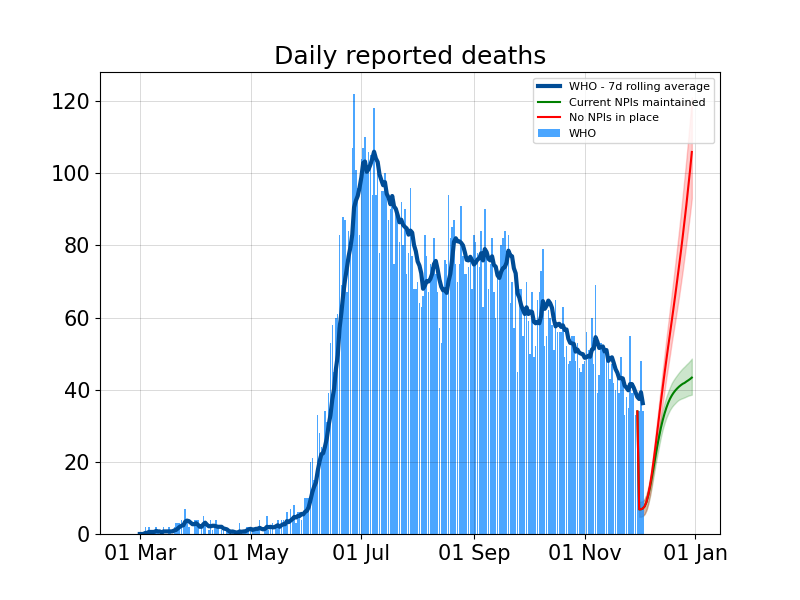 Daily reported deaths
WHO - 7d rolling average
Current NPIs maintained
No NPIs in place
WHO
120
100
80
60
40
20
0
01 Mar
01 May
01 Jul
01 Sep
01 Nov
01 Jan